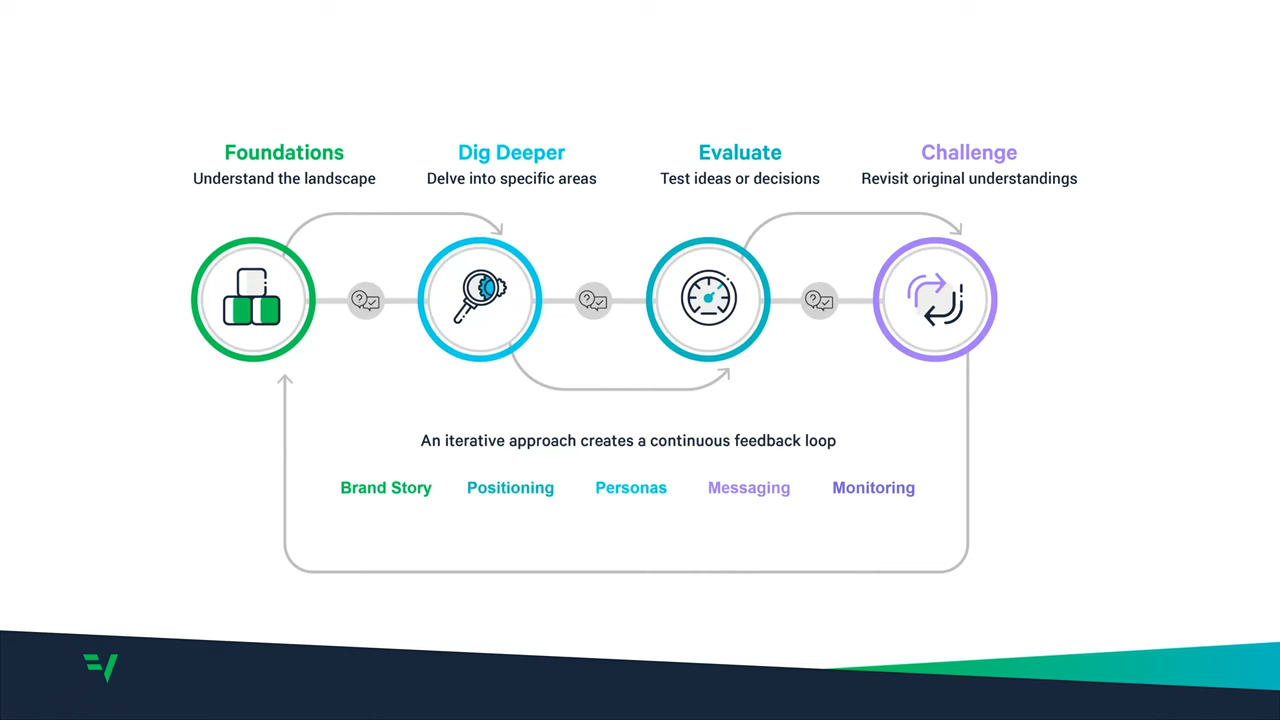 Foundations
Understand the landscape
Dig Deeper
Delve into specific areas
Evaluate
Test ideas or decisions
Challenge
Revisit original understandings
An iterative approach creates a continuous feedback loop
Brand Story
Positioning
Personas
Messaging
Monitoring